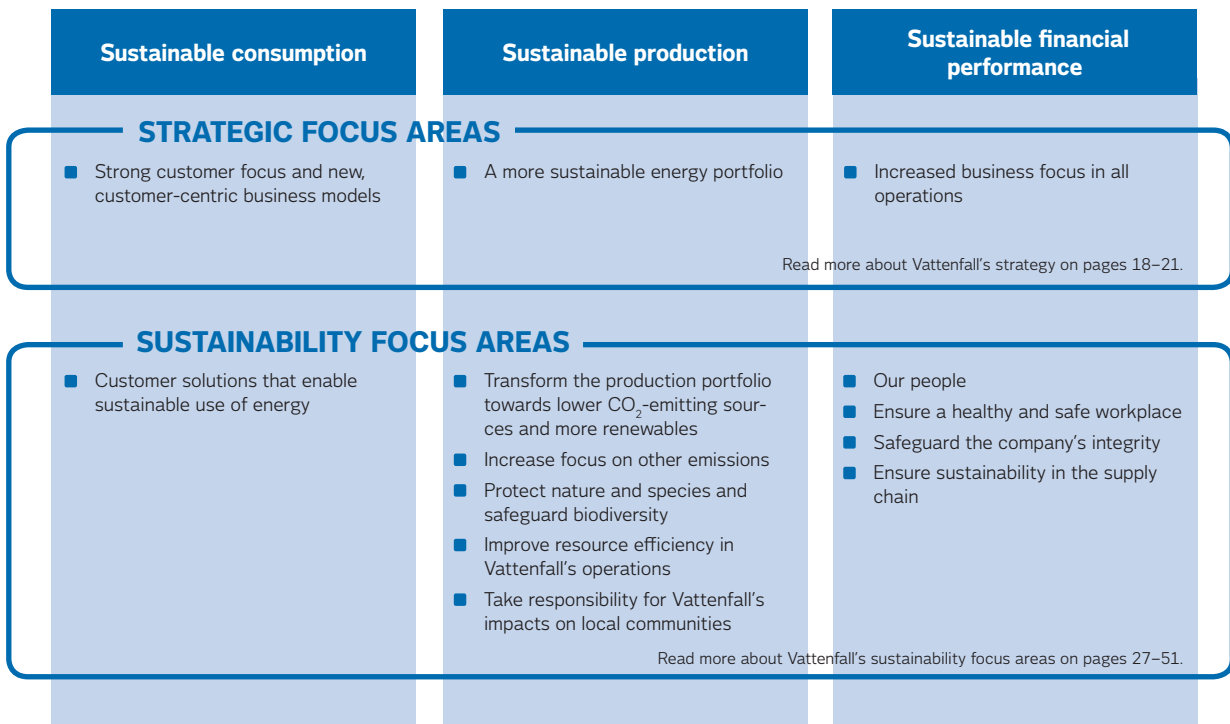 Sustainable consumption
Sustainable production
Sustainable financial
performance
STRATEGIC FOCUS AREAS
Strong customer focus and new,
customer-centric business models
A more sustainable energy portfolio
Increased business focus in all
operations
Read more about Vattenfall’s strategy on pages 18–21.
SUSTAINABILITY FOCUS AREAS
Customer solutions that enable
sustainable use of energy
Transform the production portfolio
towards lower CO₂-emitting sour-
ces and more renewables
Increase focus on other emissions
Protect nature and species and
safeguard biodiversity
Improve resource efficiency in
Vattenfall’s operations
Take responsibility for Vattenfall’s
impacts on local communities
Our people
Ensure a healthy and safe workplace
Safeguard the company’s integrity
Ensure sustainability in the supply
chain
Read more about Vattenfall’s sustainability focus areas on pages 27–51.